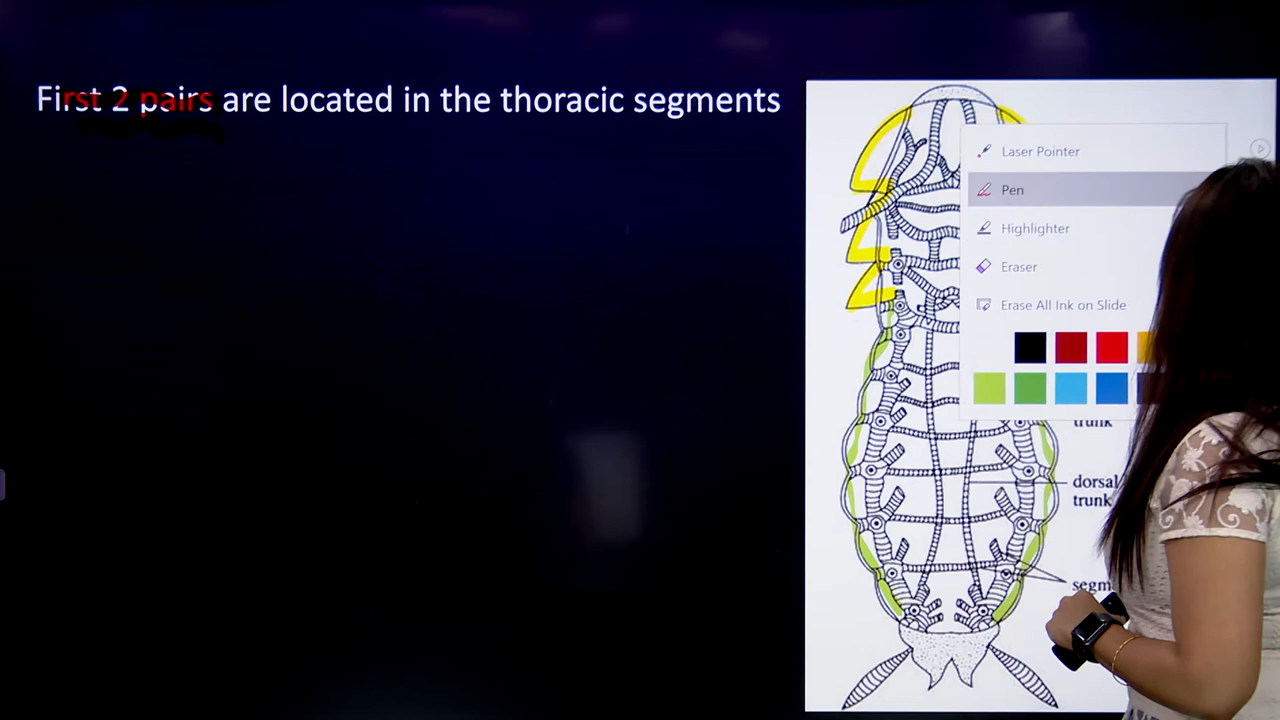 First 2 pairs are located in the thoracic segments
Laser Pointer
Pen
Highlighter
Eraser
Erase All Ink on Slide
trunk
dorsal
trunk